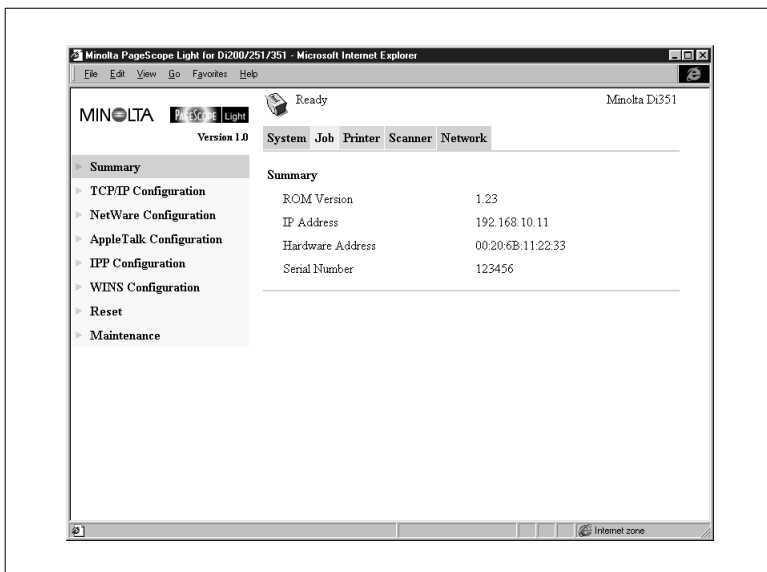 Minolta PageScope Light for Di200/251/351 - Microsoft Internet Explorer
File Edit View Go Favorites Help
MINOLTA PAGESCOPE Light
Version 1.0
Ready
Minolta Di351
System Job Printer Scanner Network
Summary
TCP/IP Configuration
NetWare Configuration
AppleTalk Configuration
IPP Configuration
WINS Configuration
Reset
Maintenance
Summary
ROM Version 1.23
IP Address 192.168.10.11
Hardware Address 00:20:6B:11:22:33
Serial Number 123456
Internet zone